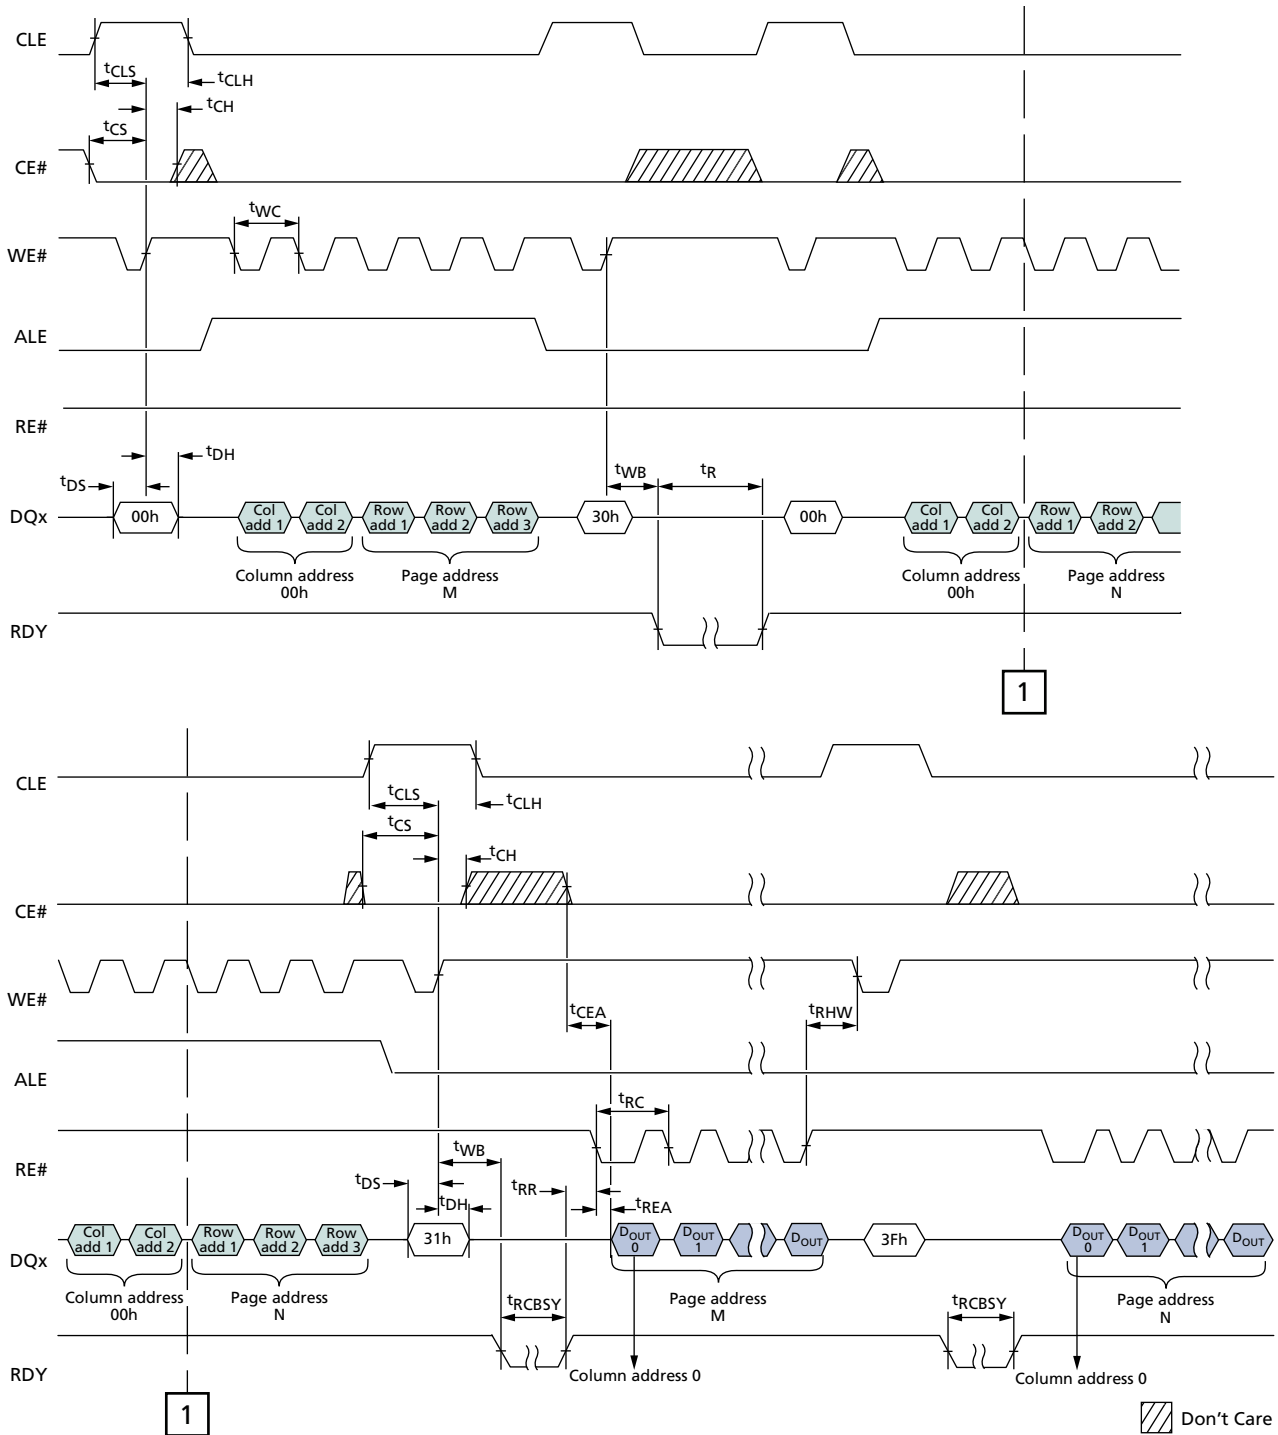 CLE
tCLS
tCLH
tCH
tCS
CE#
tWC
WE#
ALE
RE#
tDH
tDS
tWB
tR
DQx
00h
Col add 1
Col add 2
Row add 1
Row add 2
Row add 3
30h
00h
Col add 1
Col add 2
Row add 1
Row add 2
Column address 00h
Page address M
Column address 00h
Page address N
RDY
1
CLE
tCLS
tCLH
tCS
tCH
CE#
WE#
tCEA
tRHW
ALE
tRC
RE#
tWB
tDS
tDH
tRR
tREA
DQx
Col add 1
Col add 2
Row add 1
Row add 2
Row add 3
31h
DOUT 0
DOUT 1
DOUT
3Fh
DOUT 0
DOUT 1
DOUT
Column address 00h
Page address N
tRCBSY
Page address M
tRCBSY
Page address N
RDY
Column address 0
Column address 0
1
Don't Care